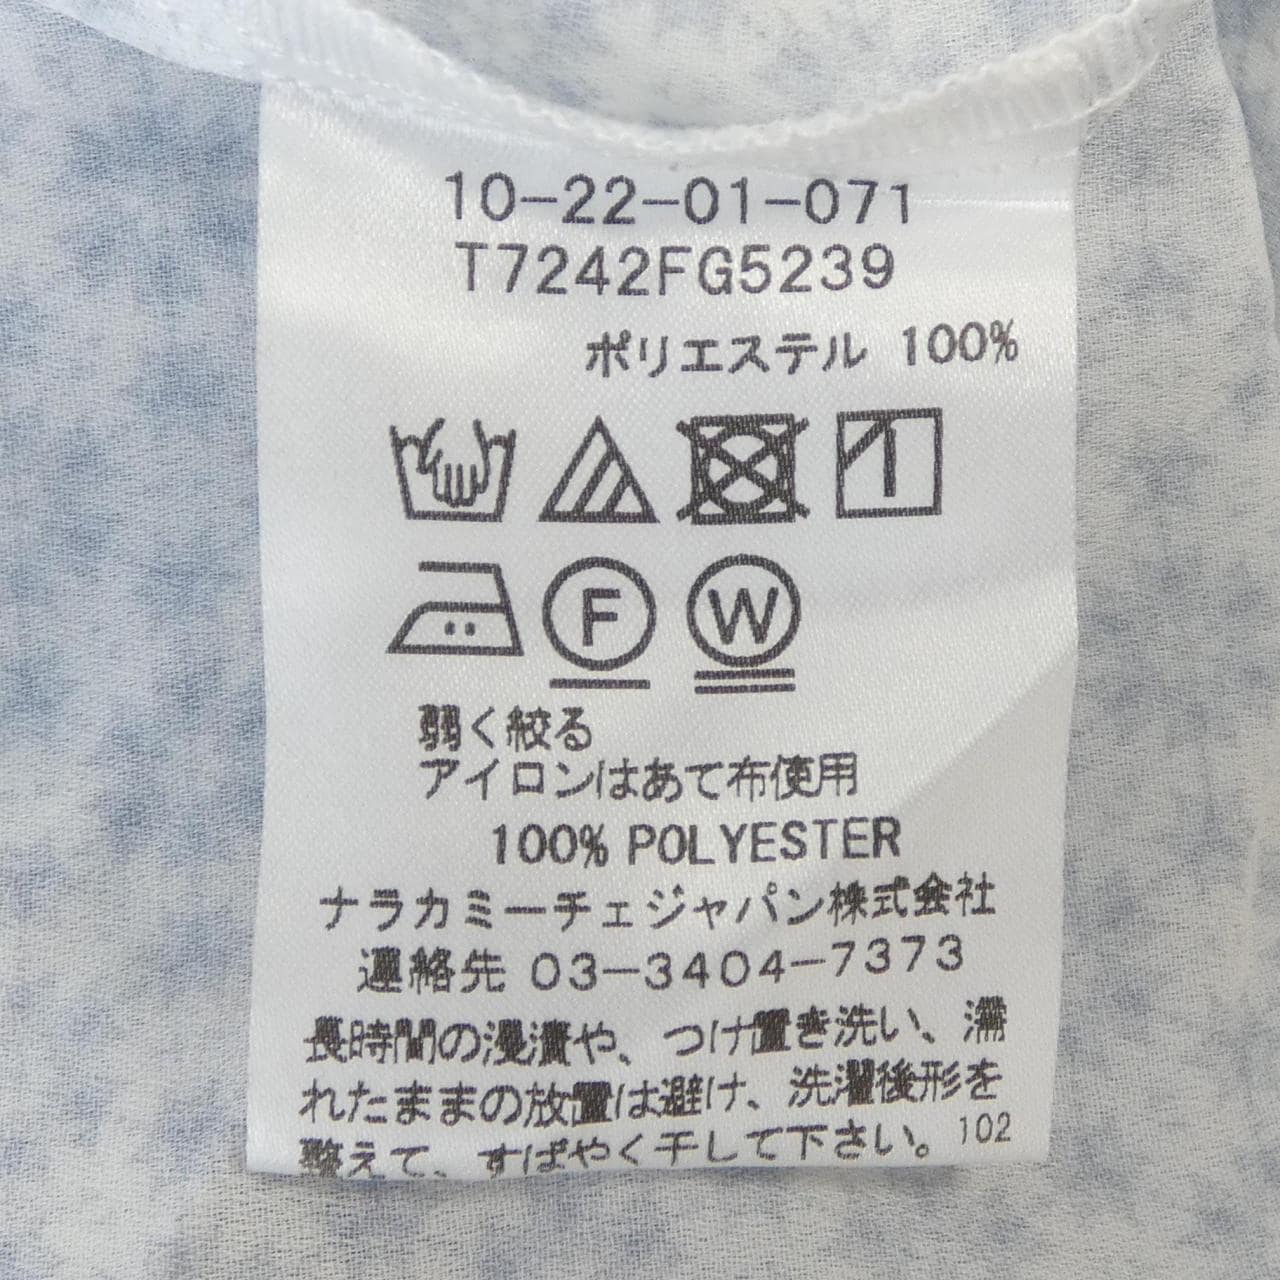 10-22-01-071
T7242FG5239
ポリエステル 100%
F W
弱く絞る
アイロンはあて布使用
100% POLYESTER
ナラカミーチェジャパン株式会社
連絡先 03-3404-7373
長時間の浸漬や、つけ置き洗い、濡
れたままの放置は避け、洗濯後形を
整えて、すばやく干して下さい。 102